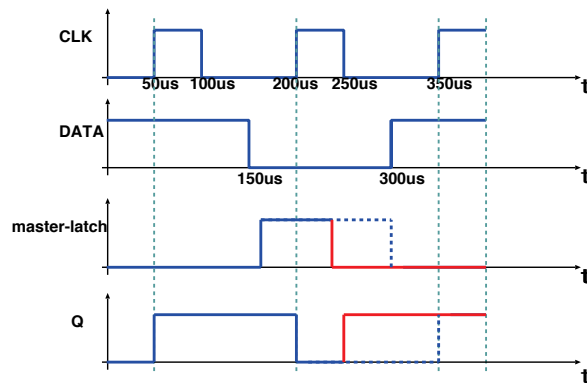 CLK
50us 100us 200us 250us 350us t
DATA
150us 300us t
master-latch
t
Q
t